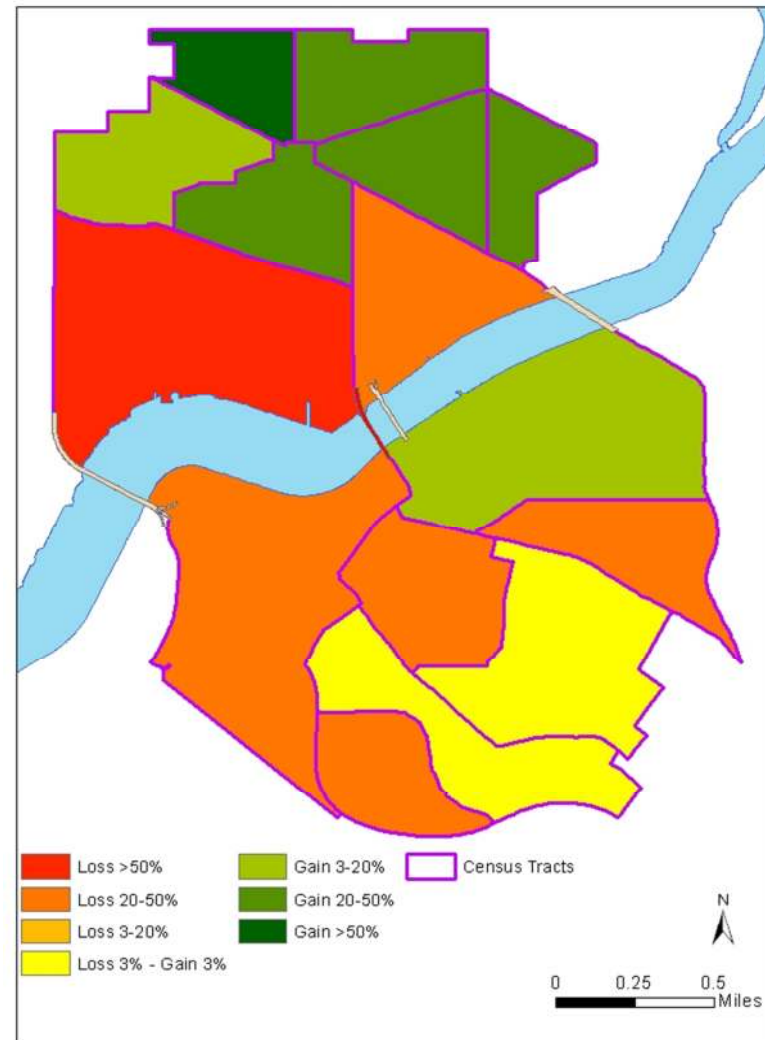 Loss >50%
Loss 20-50%
Loss 3-20%
Loss 3% - Gain 3%
Gain 3-20%
Gain 20-50%
Gain >50%
Census Tracts
N
0 0.25 0.5
Miles